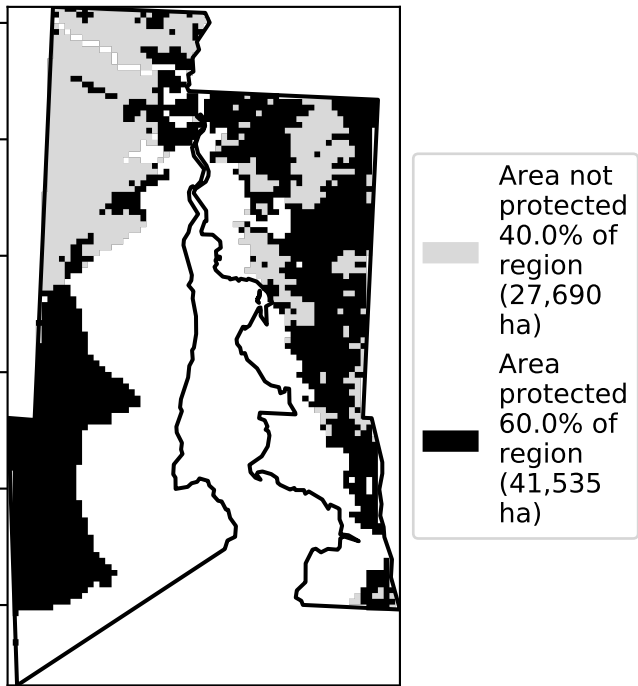 Area not
protected
40.0% of
region
(27,690
ha)
Area
protected
60.0% of
region
(41,535
ha)